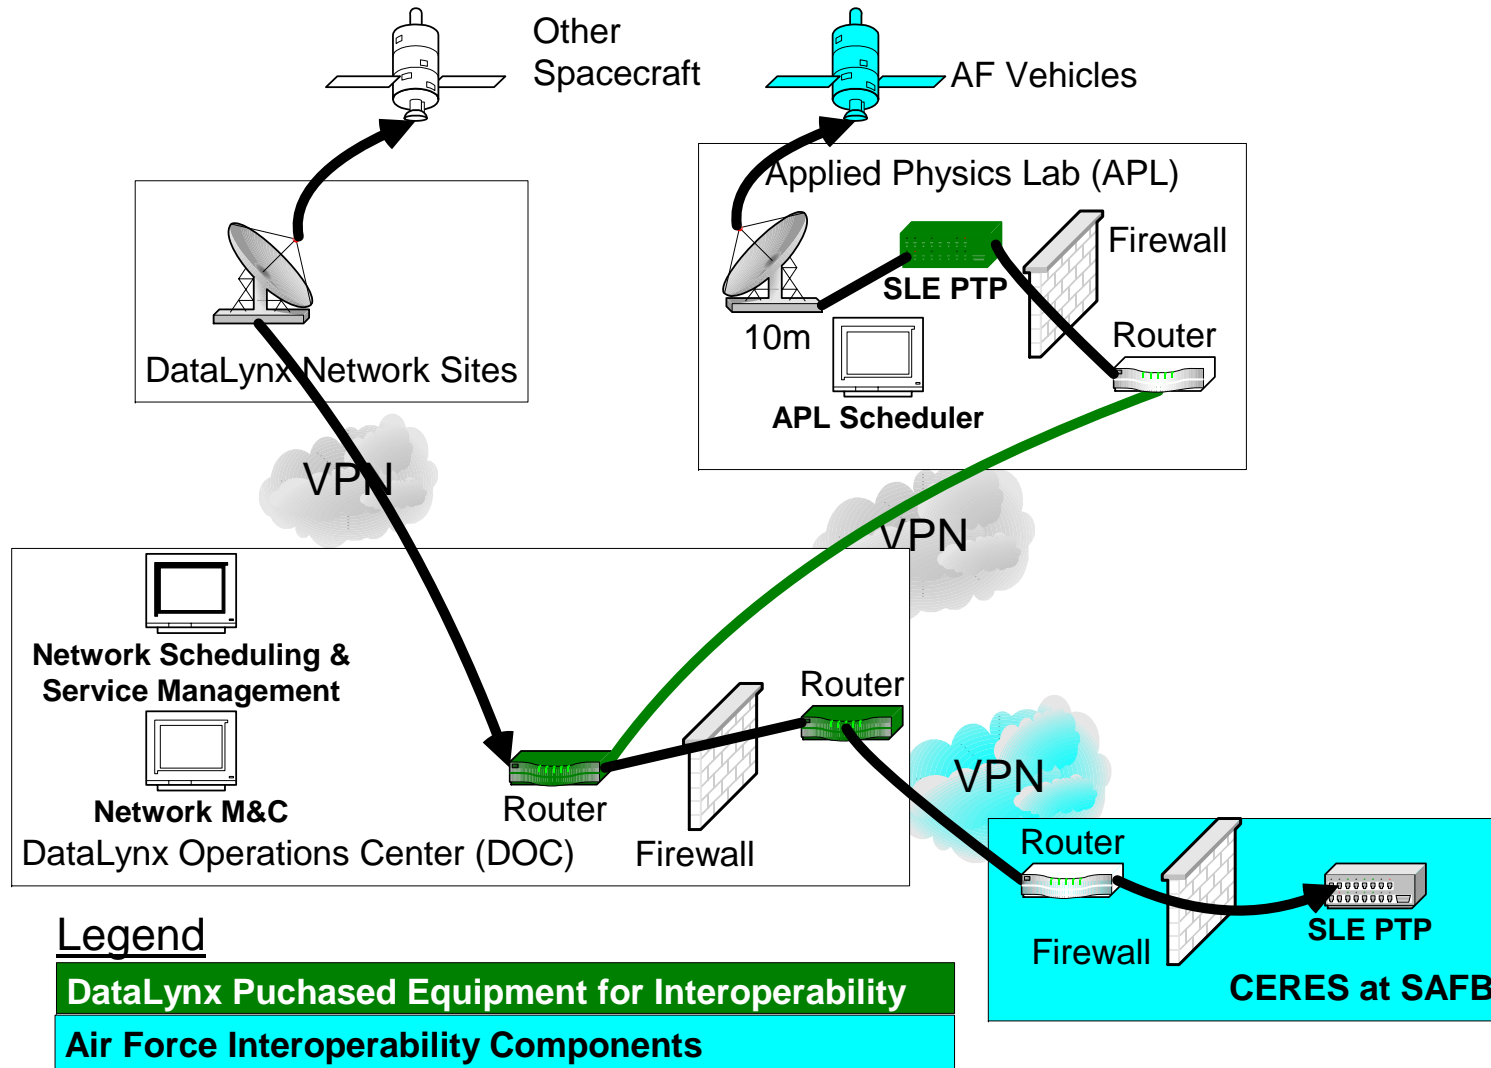 Other
Spacecraft
AF Vehicles
Applied Physics Lab (APL)
Firewall
SLE PTP
10m
Router
APL Scheduler
DataLynx Network Sites
VPN
VPN
Network Scheduling &
Service Management
Router
Network M&C
Router
Firewall
DataLynx Operations Center (DOC)
VPN
Router
Firewall
SLE PTP
CERES at SAFB
Legend
DataLynx Puchased Equipment for Interoperability
Air Force Interoperability Components